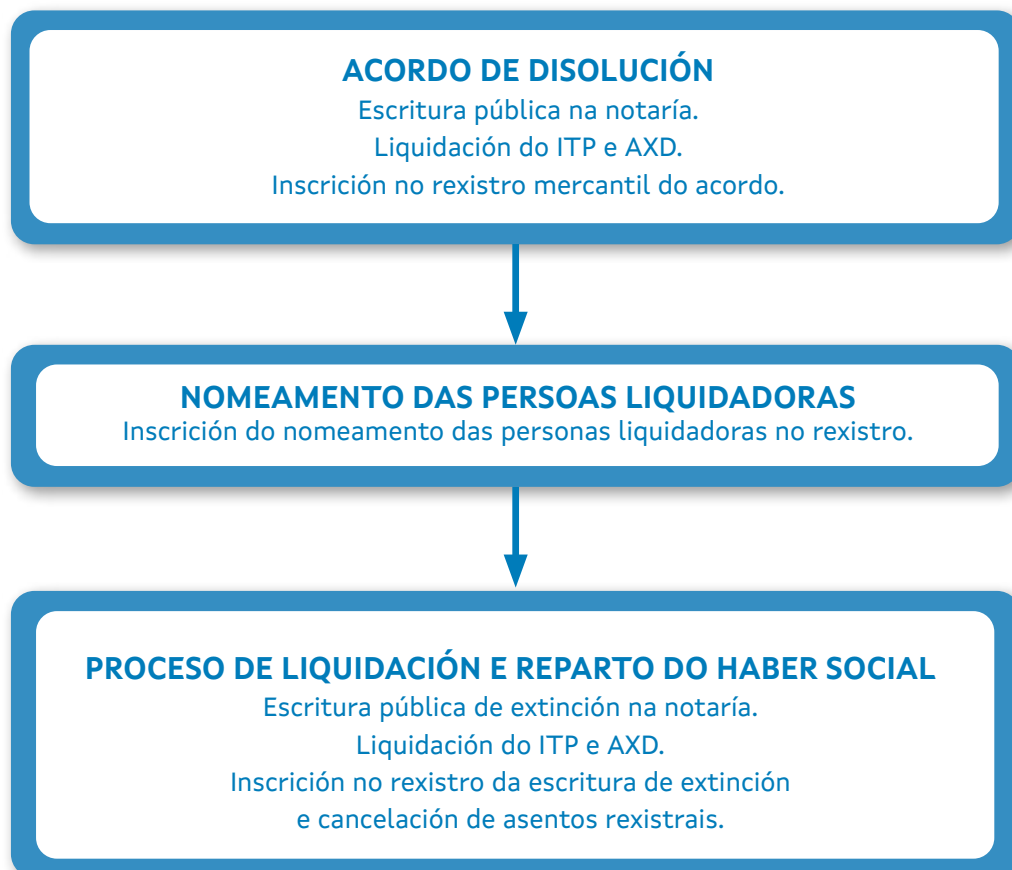 ACORDO DE DISOLUCIÓN
Escritura pública na notaría.
Liquidación do ITP e AXD.
Inscrición no rexistro mercantil do acordo.
NOMEAMENTO DAS PERSOAS LIQUIDADORAS
Inscrición do nomeamento das personas liquidadoras no rexistro.
PROCESO DE LIQUIDACIÓN E REPARTO DO HABER SOCIAL
Escritura pública de extinción na notaría.
Liquidación do ITP e AXD.
Inscrición no rexistro da escritura de extinción
e cancelación de asentos rexistrais.